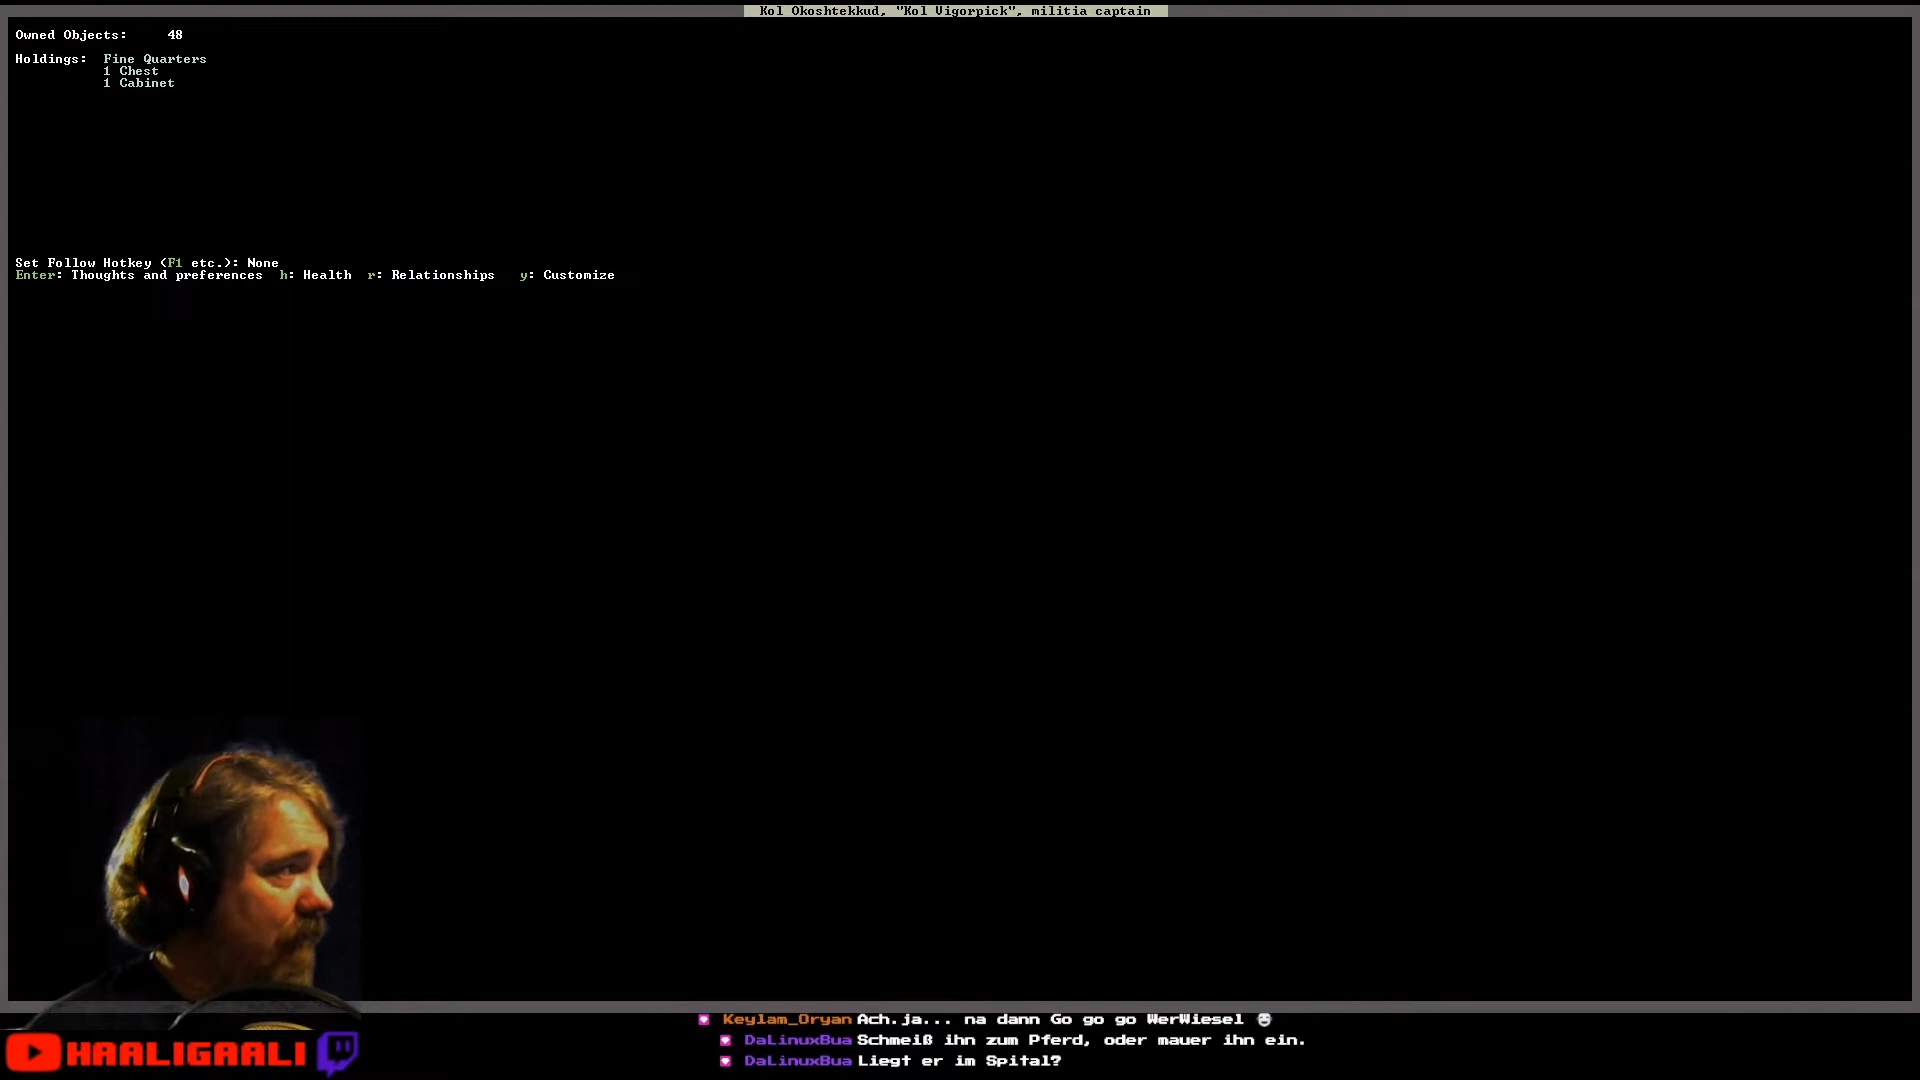 Kol Okoshtekkud, "Kol Vigorpick", militia captain
Owned Objects: 48
Holdings: Fine Quarters
1 Chest
1 Cabinet
Set Follow Hotkey (F1 etc.): None
Enter: Thoughts and preferences h: Health r: Relationships y: Customize
Keylam_Oryan Ach.ja... na dann Go go go WerWiesel
DaLinuxBua Schmeiß ihn zum Pferd, oder mauer ihn ein.
DaLinuxBua Liegt er im Spital?
HAALIGAALI